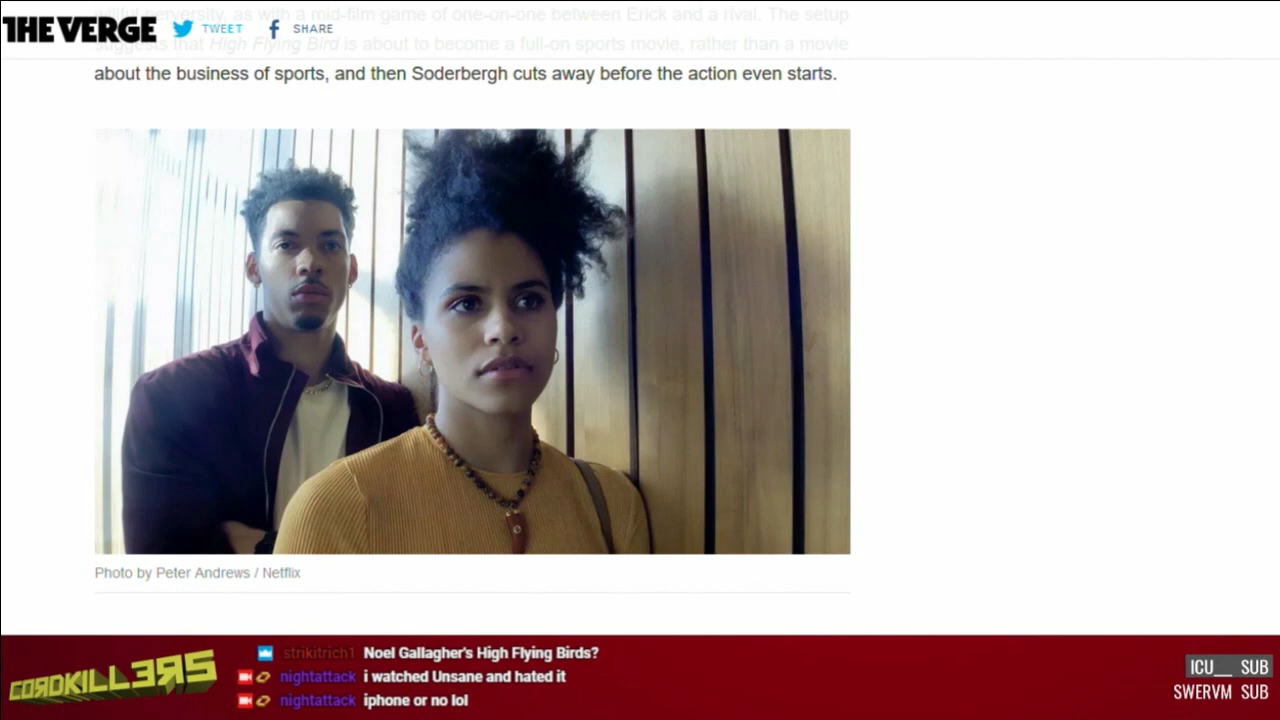 willful perversity, as with a mid-film game of one-on-one between Erick and a rival. The setup
THE VERGE TWEET SHARE
suggests that High Flying Bird is about to become a full-on sports movie, rather than a movie
about the business of sports, and then Soderbergh cuts away before the action even starts.
Photo by Peter Andrews / Netflix
CORDKILLERS
strikitrich1 Noel Gallagher's High Flying Birds?
nightattack i watched Unsane and hated it
nightattack iphone or no lol
ICU__ SUB
SWERVM SUB